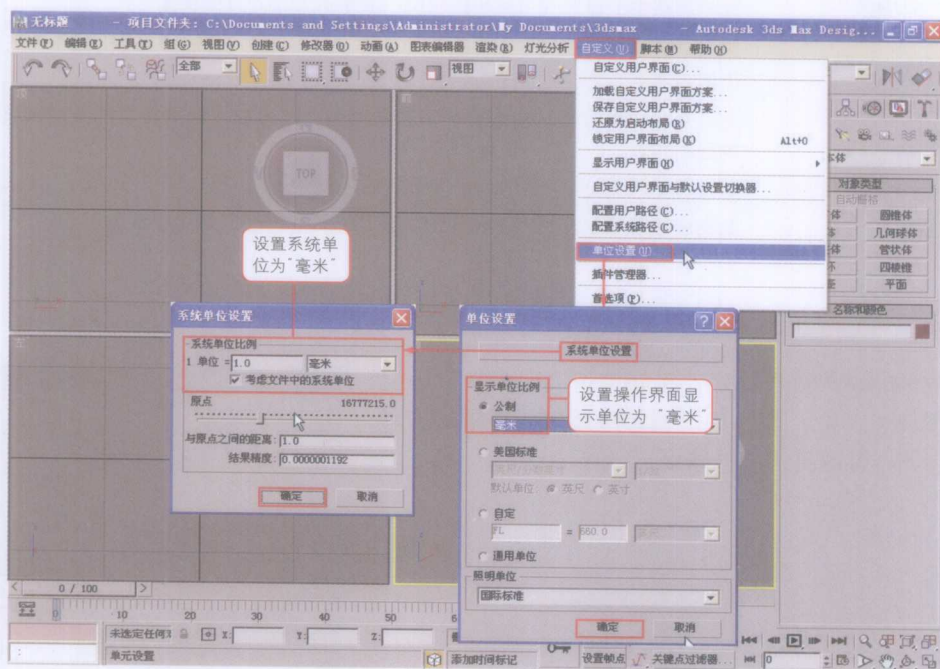 无标题 - 项目文件夹: C:\Documents and Settings\Administrator\My Documents\3dsmax - Autodesk 3ds Max Desig...
文件(F) 编辑(E) 工具(T) 组(G) 视图(V) 创建(C) 修改器(O) 动画(A) 图表编辑器 渲染(R) 灯光分析 自定义(U) 脚本(M) 帮助(H)
全部
视图
自定义用户界面(C)...
加载自定义用户界面方案...
保存自定义用户界面方案...
还原为启动布局(R)
锁定用户界面布局(K) Alt+0
显示用户界面(H)
自定义用户界面与默认设置切换器...
配置用户路径(C)...
配置系统路径(C)...
单位设置(U)...
插件管理器...
首选项(P)...
对象类型
自动栅格
圆锥体
几何球体
管状体
四棱锥
平面
名称和颜色
TOP
设置系统单
位为“毫米”
系统单位设置
系统单位比例
1 单位 = 1.0 毫米
考虑文件中的系统单位
原点 16777215.0
与原点之间的距离: 1.0
结果精度: 0.0000001192
确定 取消
单位设置
系统单位设置
显示单位比例
公制
毫米
设置操作界面显
示单位为“毫米”
美国标准
默认单位: 英尺 英寸
自定
FL = 660.0
通用单位
照明单位
国际标准
确定 取消
0 / 100
0 10 20 30 40 50
未选定任何 X: Y: Z:
单元设置
添加时间标记
设置帧点 关键点过滤器...
0